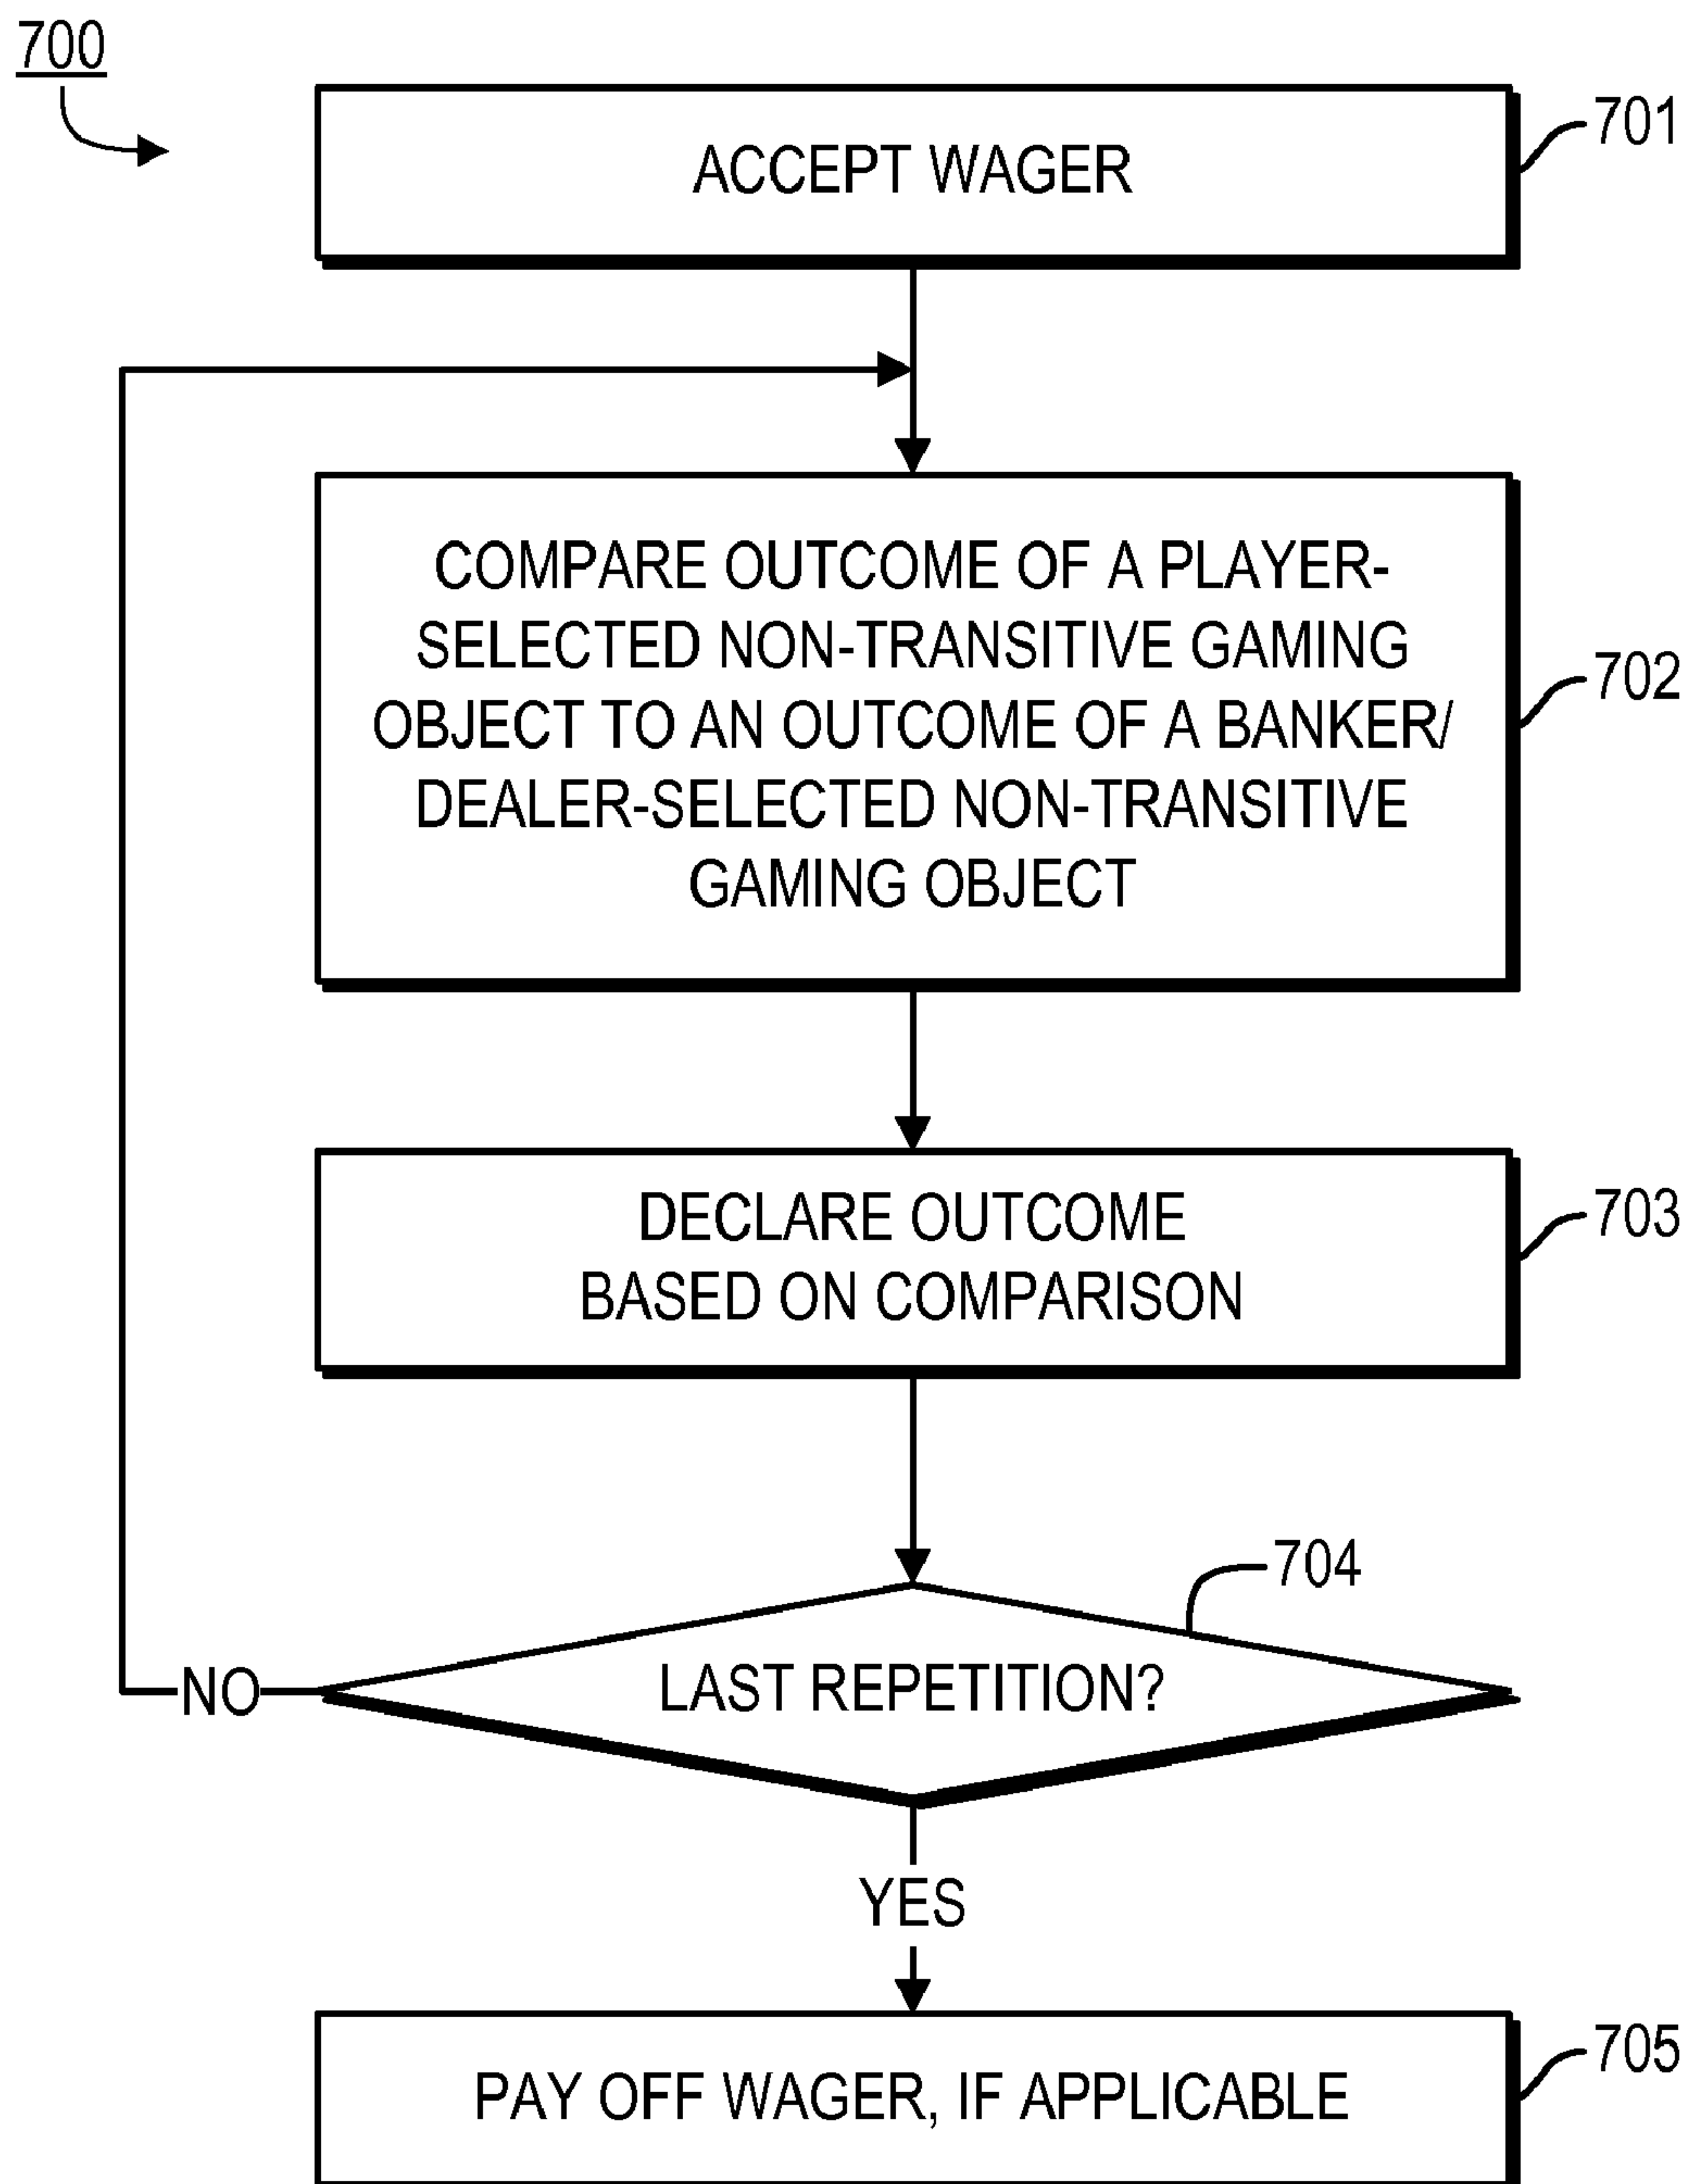 700
ACCEPT WAGER
701
COMPARE OUTCOME OF A PLAYER-
SELECTED NON-TRANSITIVE GAMING
OBJECT TO AN OUTCOME OF A BANKER/
DEALER-SELECTED NON-TRANSITIVE
GAMING OBJECT
702
DECLARE OUTCOME
BASED ON COMPARISON
703
704
LAST REPETITION?
NO
YES
PAY OFF WAGER, IF APPLICABLE
705